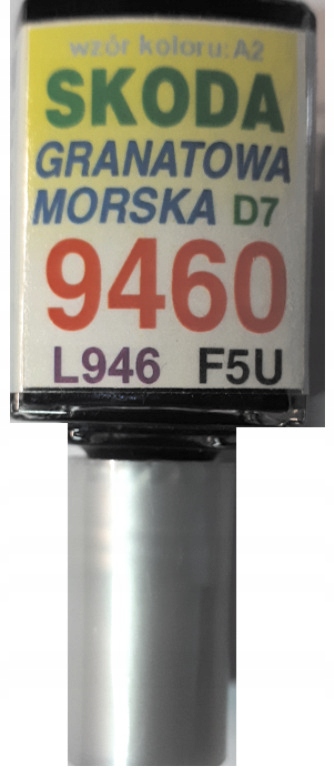 wzór koloru: A2
SKODA
GRANATOWA
MORSKA D7
9460
L946 F5U